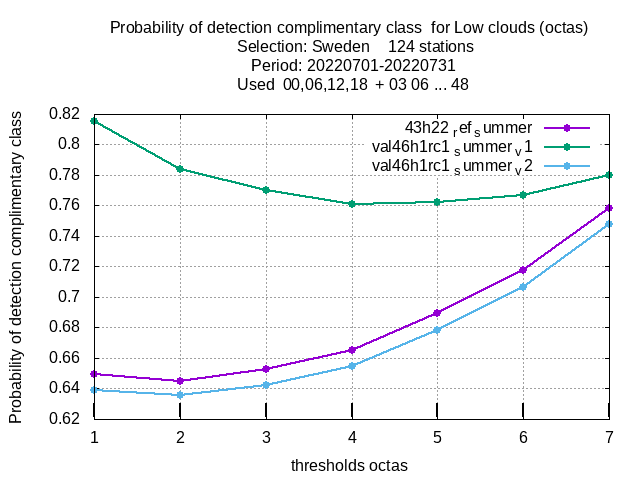 Probability of detection complimentary class  for Low clouds (octas)
Selection: Sweden    124 stations
Period: 20220701-20220731
Used  00,06,12,18  + 03 06 ... 48
Probability of detection complimentary class
0.82
0.8
0.78
0.76
0.74
0.72
0.7
0.68
0.66
0.64
0.62
43h22refsummer
val46h1rc1summerv1
val46h1rc1summerv2
1 2 3 4 5 6 7
thresholds octas